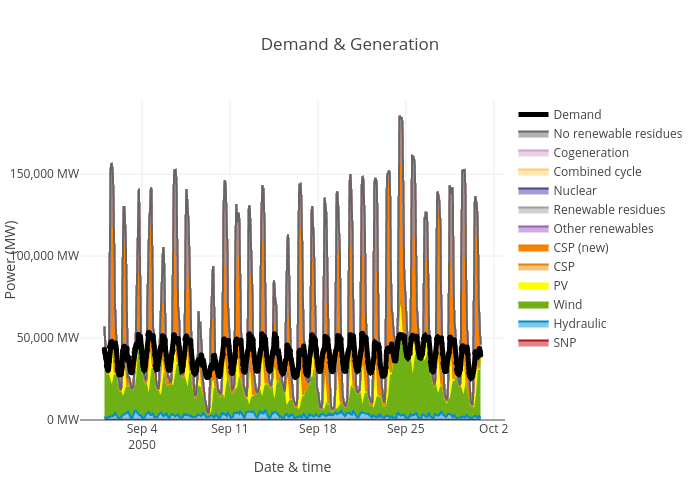 Demand & Generation
Power (MW)
150,000 MW
100,000 MW
50,000 MW
0 MW
Sep 4
2050
Sep 11
Sep 18
Sep 25
Oct 2
Date & time
Demand
No renewable residues
Cogeneration
Combined cycle
Nuclear
Renewable residues
Other renewables
CSP (new)
CSP
PV
Wind
Hydraulic
SNP